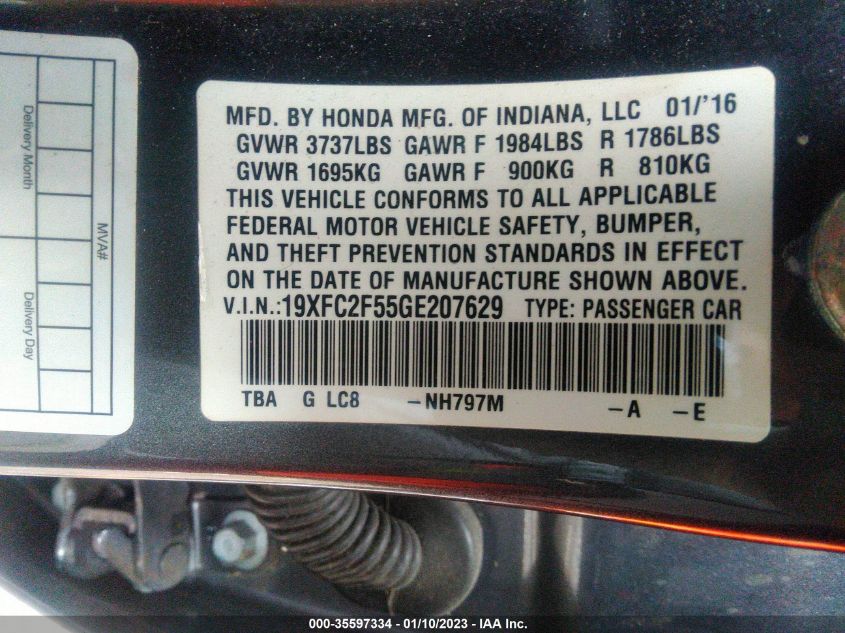 MFD. BY HONDA MFG. OF INDIANA, LLC 01/'16
GVWR 3737LBS GAWR F 1984LBS R 1786LBS
GVWR 1695KG GAWR F 900KG R 810KG
THIS VEHICLE CONFORMS TO ALL APPLICABLE
FEDERAL MOTOR VEHICLE SAFETY, BUMPER,
AND THEFT PREVENTION STANDARDS IN EFFECT
ON THE DATE OF MANUFACTURE SHOWN ABOVE.
V.I.N.:19XFC2F55GE207629 TYPE: PASSENGER CAR
TBA G LC8 –NH797M –A –E
Delivery Month
Delivery Day
MVA#
000-35597334 / 01/10/2023 - IAA Inc.